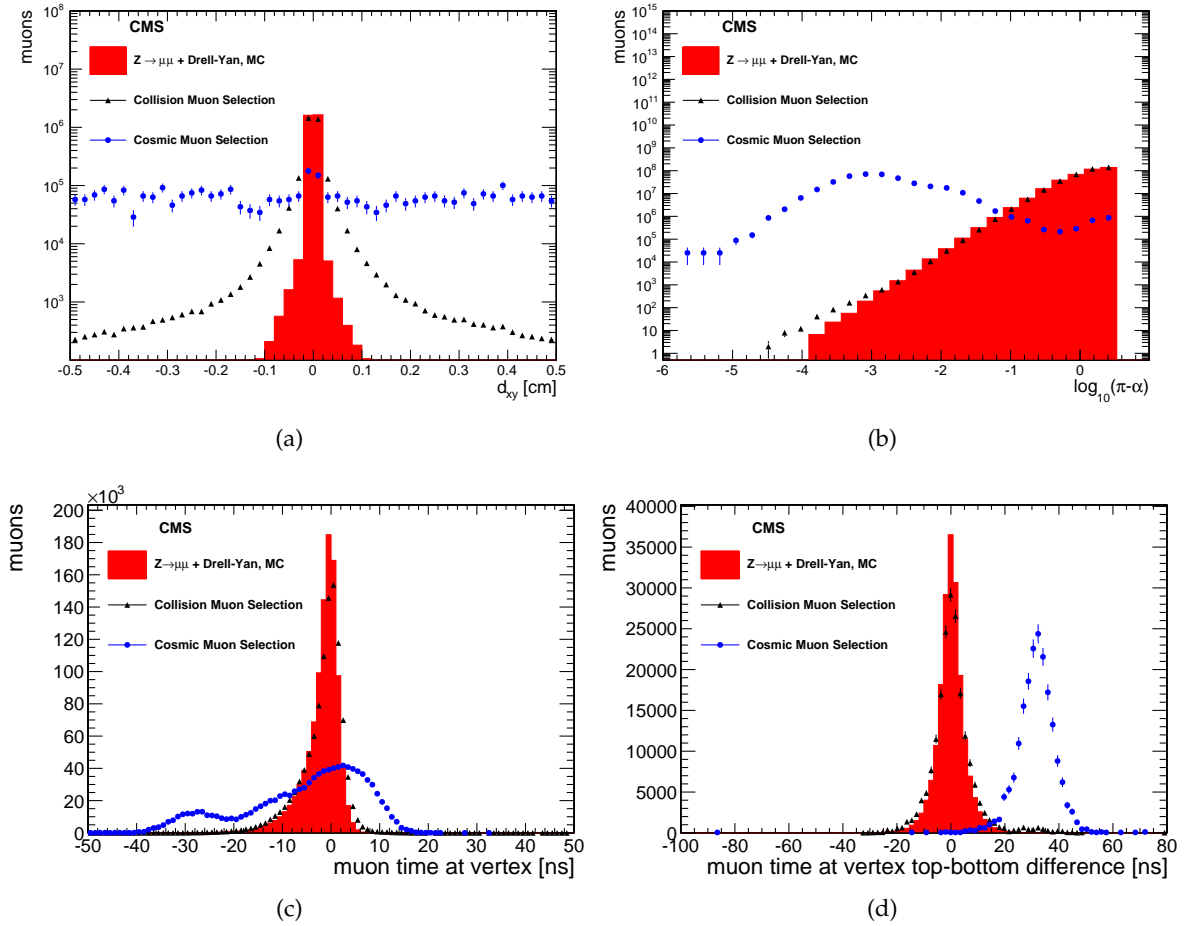 muons
10^8
10^7
10^6
10^5
10^4
10^3
CMS
Z → μμ + Drell-Yan, MC
Collision Muon Selection
Cosmic Muon Selection
-0.5 -0.4 -0.3 -0.2 -0.1 0 0.1 0.2 0.3 0.4 0.5
d_xy [cm]
(a)
muons
10^15
10^14
10^13
10^12
10^11
10^10
10^9
10^8
10^7
10^6
10^5
10^4
10^3
10^2
10
1
CMS
Z → μμ + Drell-Yan, MC
Collision Muon Selection
Cosmic Muon Selection
-6 -5 -4 -3 -2 -1 0
log_10(π-α)
(b)
muons
×10^3
200
180
160
140
120
100
80
60
40
20
0
CMS
Z→μμ + Drell-Yan, MC
Collision Muon Selection
Cosmic Muon Selection
-50 -40 -30 -20 -10 0 10 20 30 40 50
muon time at vertex [ns]
(c)
muons
40000
35000
30000
25000
20000
15000
10000
5000
0
CMS
Z→μμ + Drell-Yan, MC
Collision Muon Selection
Cosmic Muon Selection
-100 -80 -60 -40 -20 0 20 40 60 80
muon time at vertex top-bottom difference [ns]
(d)